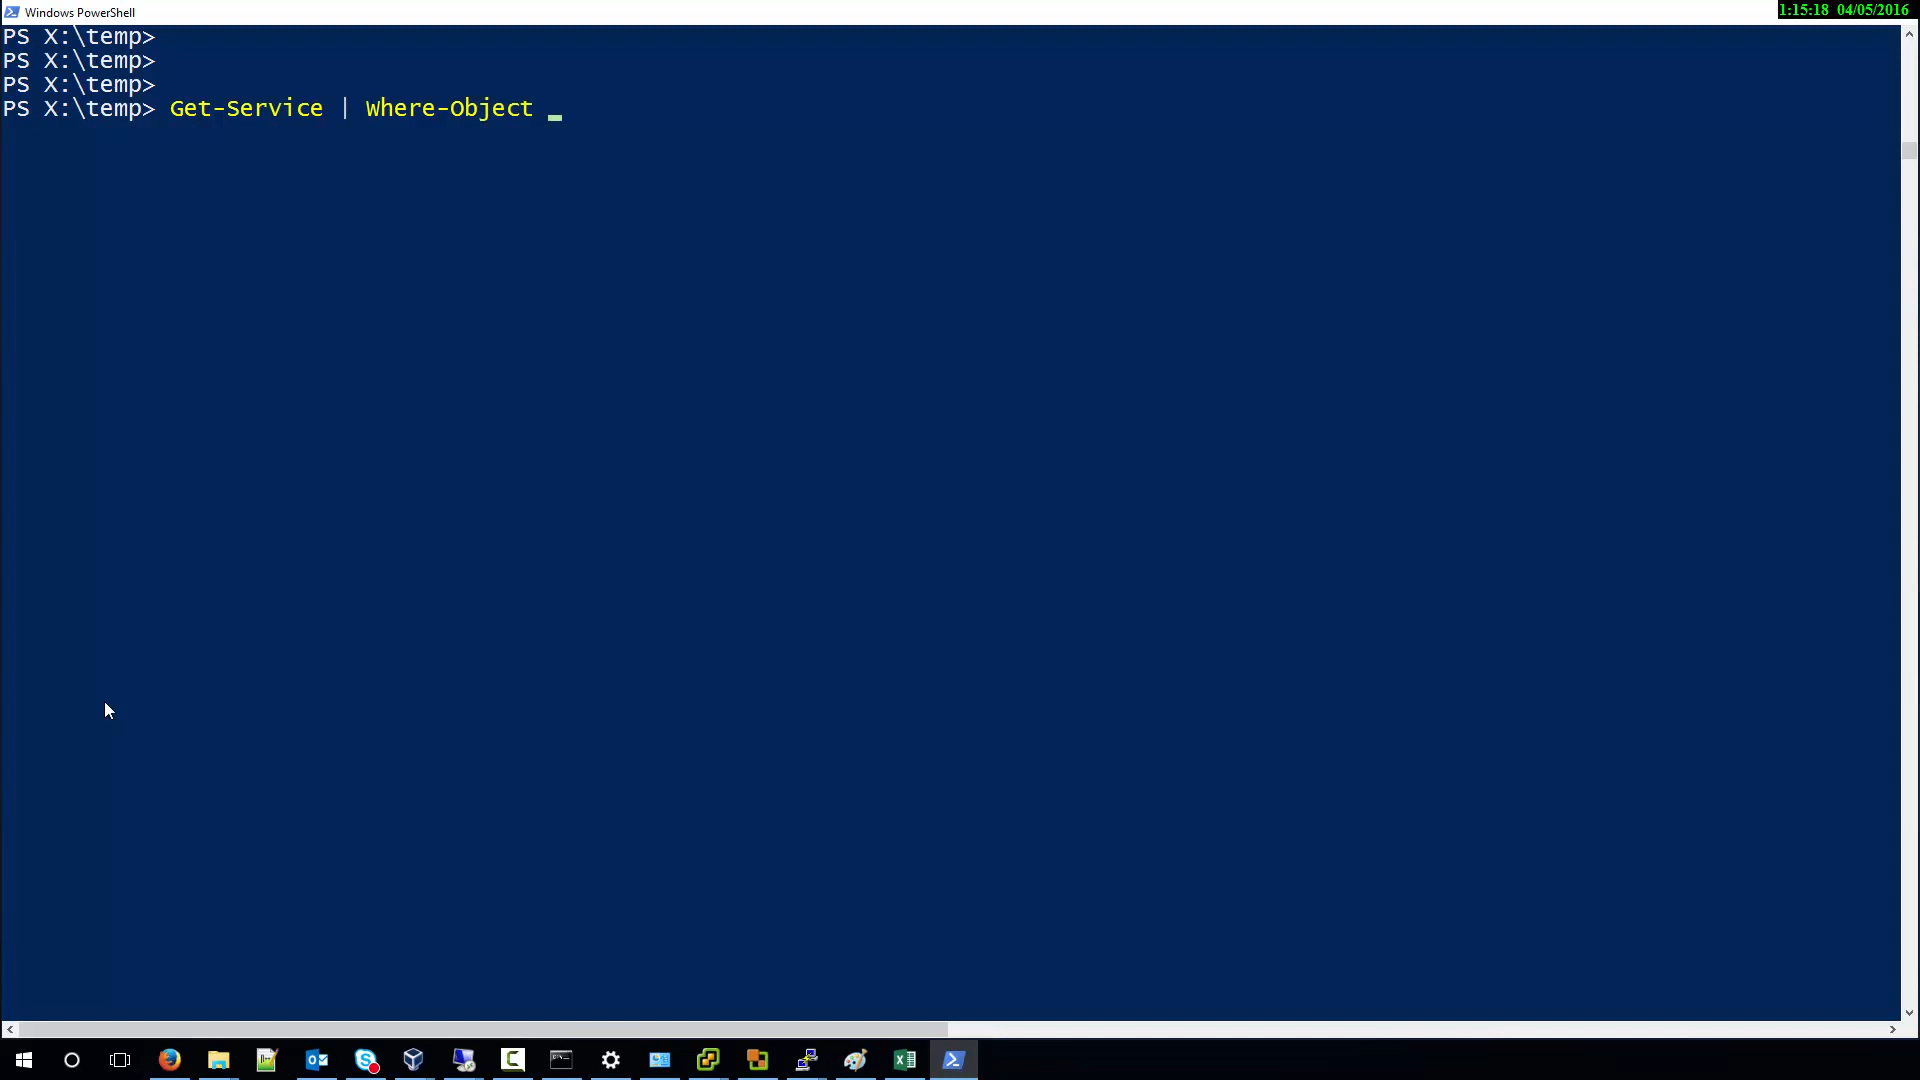 Windows PowerShell
1:15:18 04/05/2016
PS X:\temp>
PS X:\temp>
PS X:\temp>
PS X:\temp> Get-Service | Where-Object _